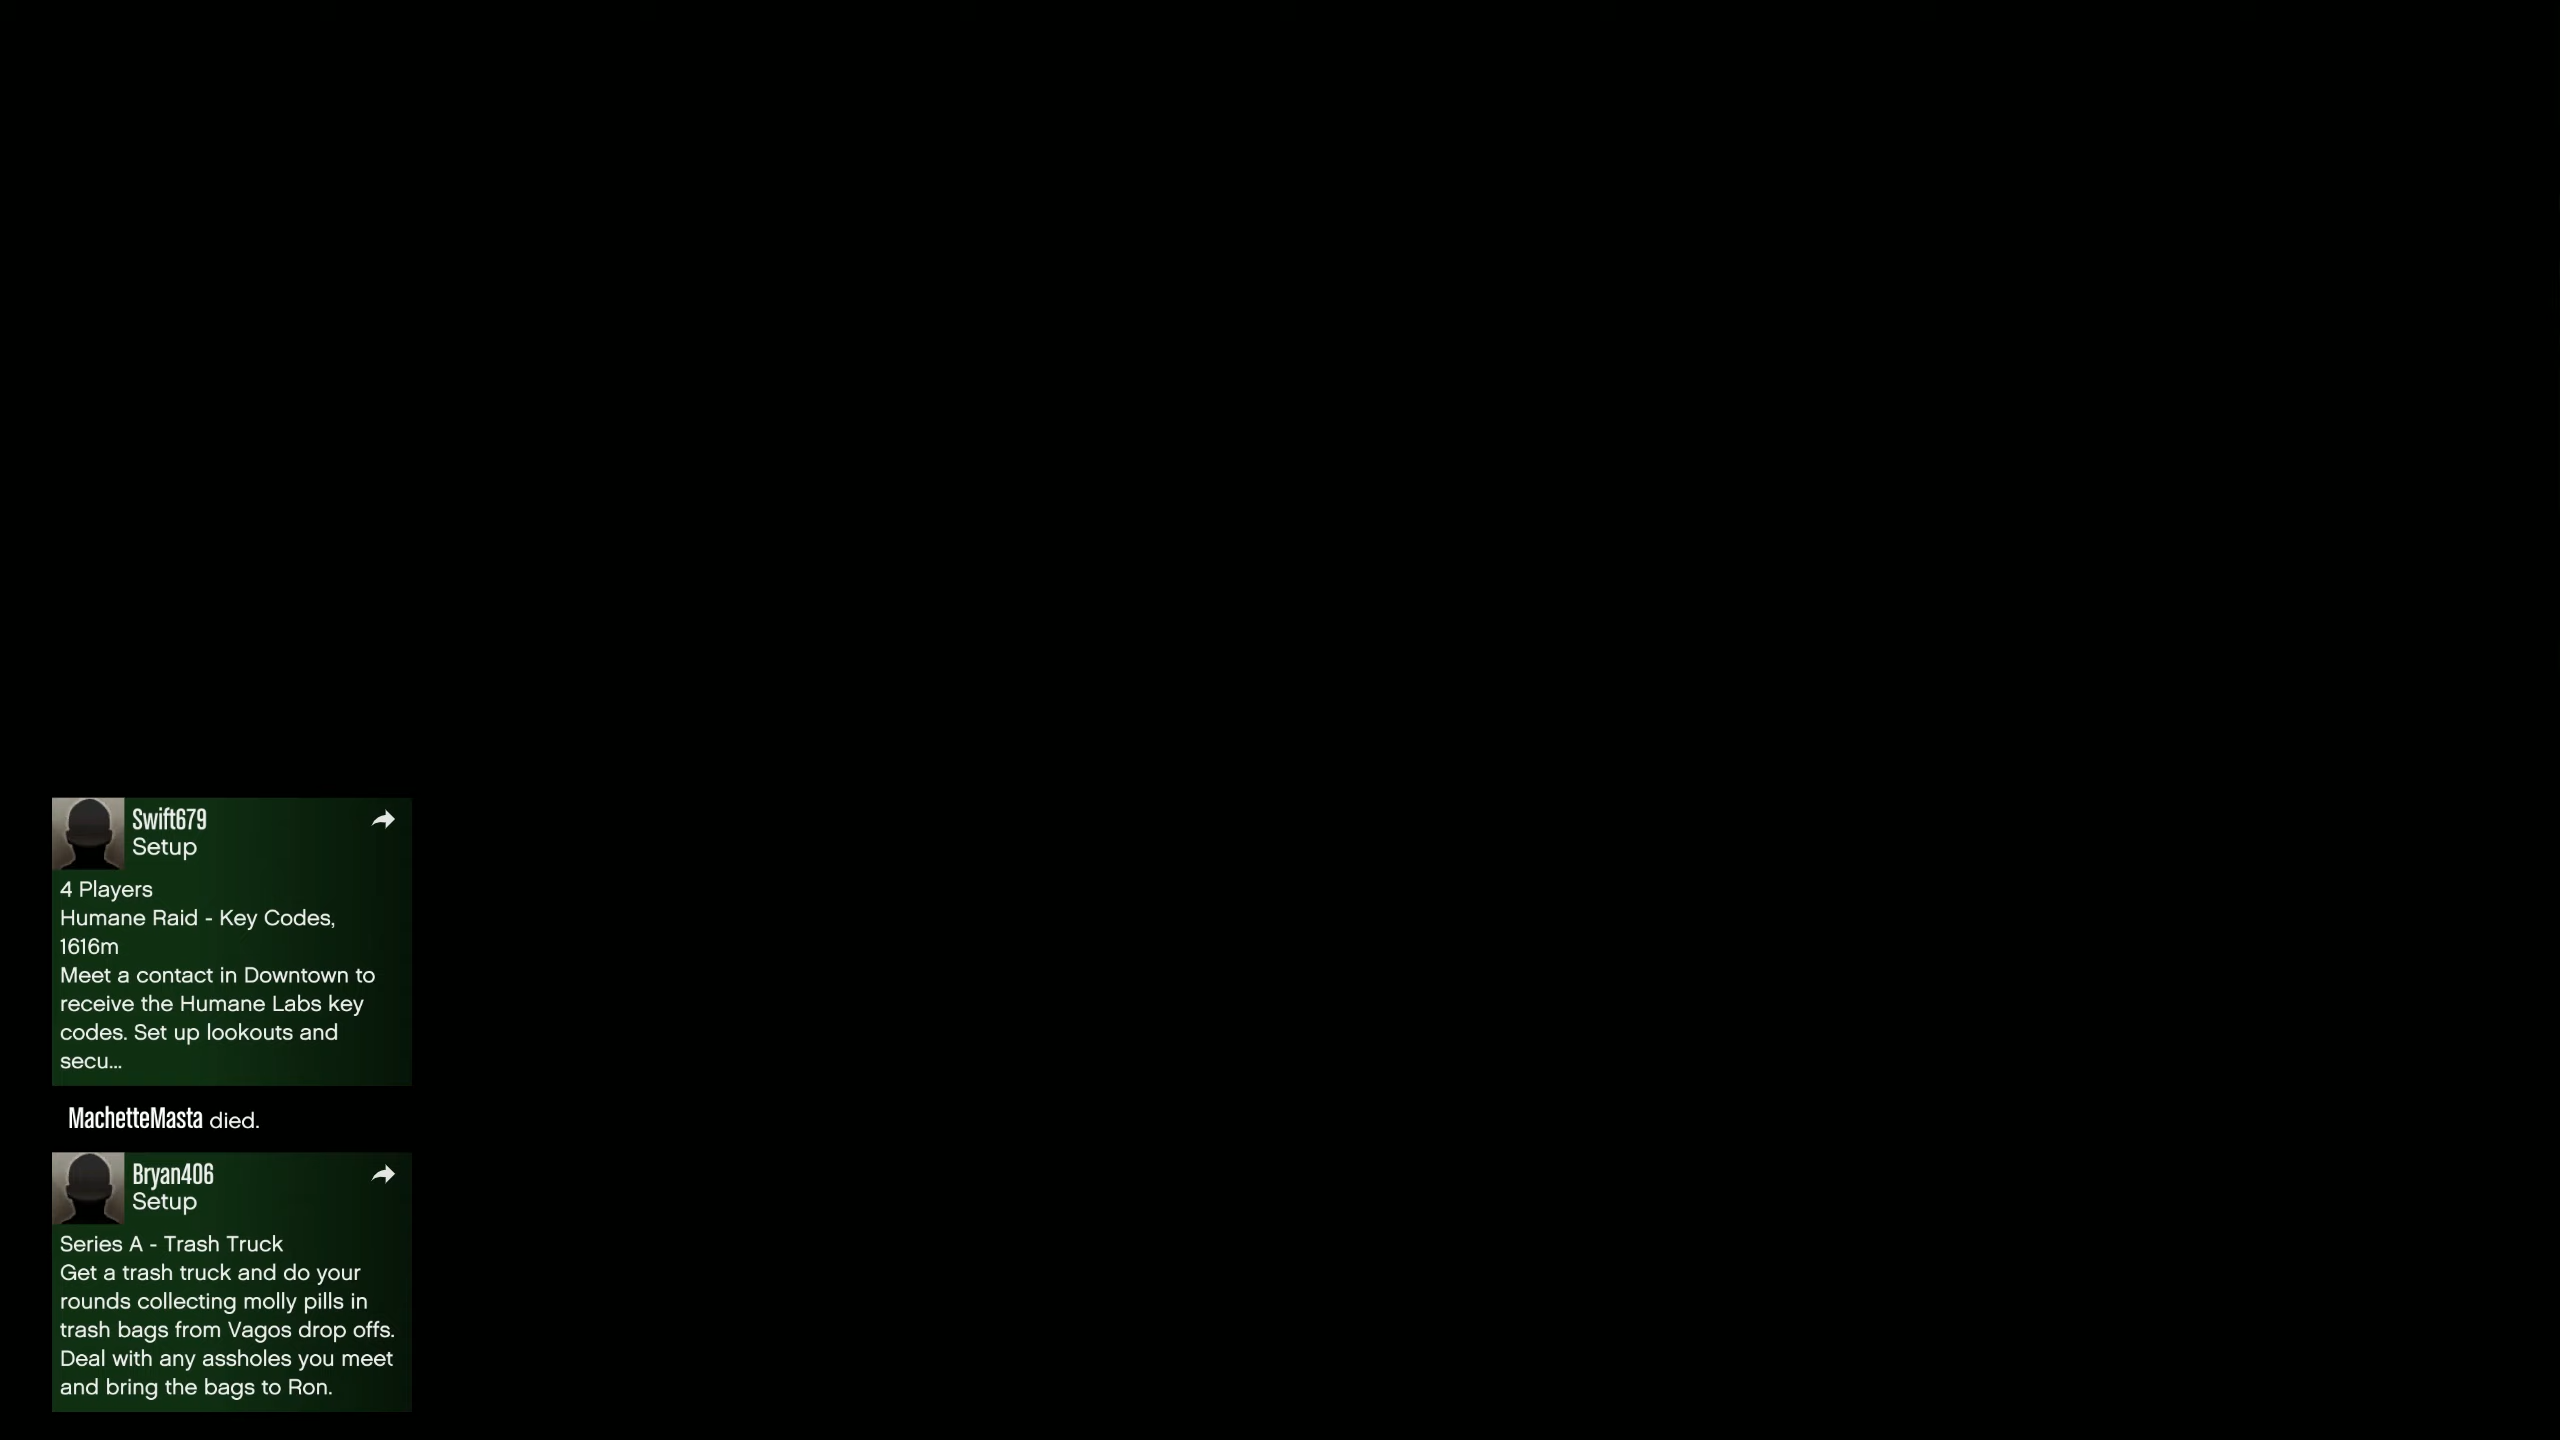 Swift679
Setup
4 Players
Humane Raid - Key Codes,
1616m
Meet a contact in Downtown to
receive the Humane Labs key
codes. Set up lookouts and
secu...
MachetteMasta died.
Bryan406
Setup
Series A - Trash Truck
Get a trash truck and do your
rounds collecting molly pills in
trash bags from Vagos drop offs.
Deal with any assholes you meet
and bring the bags to Ron.